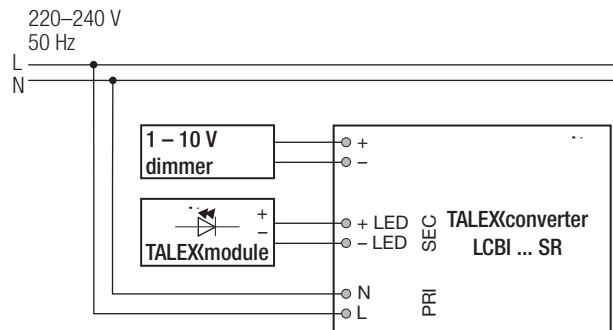 220–240 V
50 Hz
L
N
1 – 10 V
dimmer
+
–
+
–
TALEXmodule
+ LED
– LED
SEC
TALEXconverter
LCBI ... SR
N
L
PRI